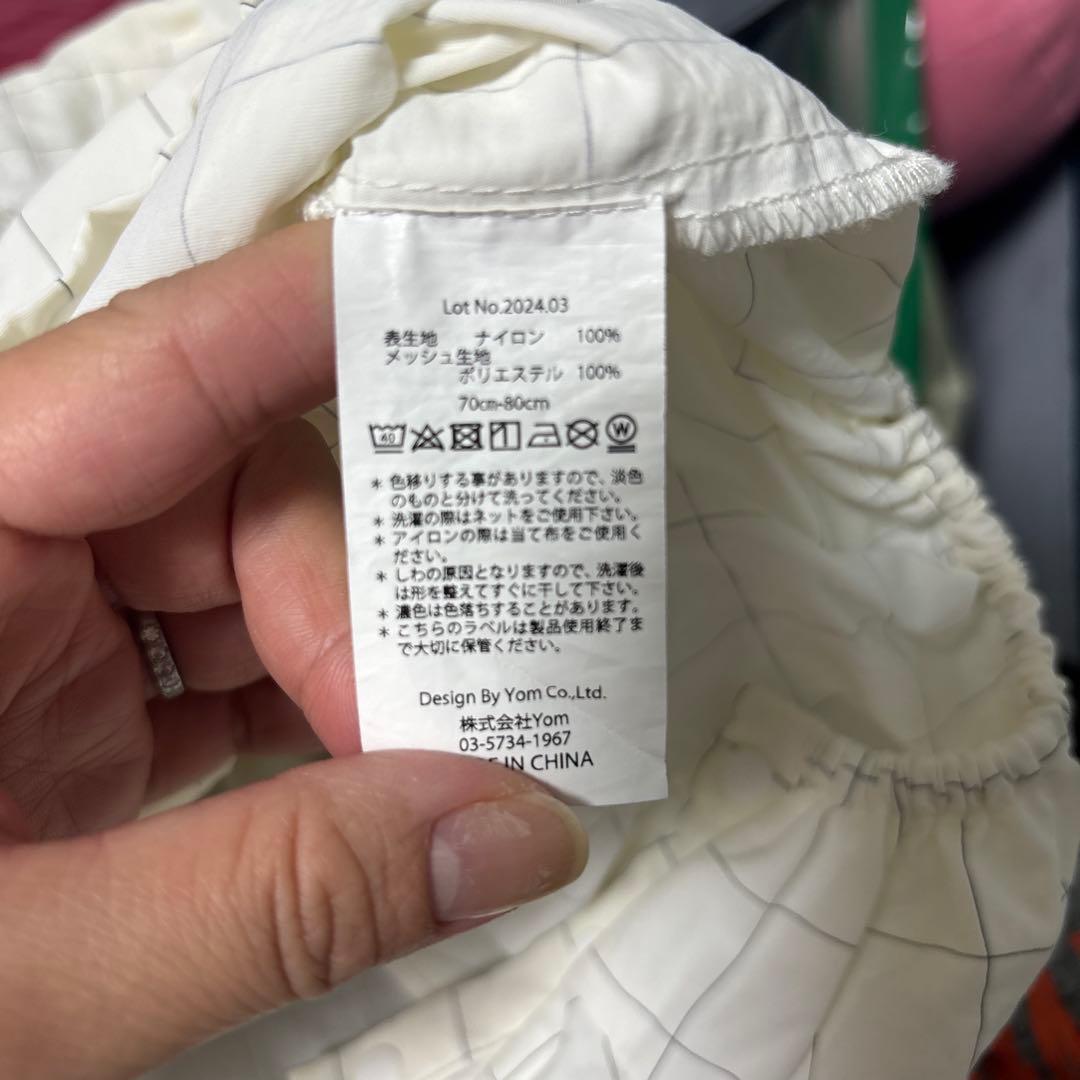 Lot No.2024.03
表生地 ナイロン 100%
メッシュ生地
ポリエステル 100%
70cm-80cm
40 W
* 色移りする事がありますので、淡色
のものと分けて洗ってください。
* 洗濯の際はネットをご使用下さい。
* アイロンの際は当て布をご使用く
ださい。
* しわの原因となりますので、洗濯後
は形を整えてすぐに干して下さい。
* 濃色は色落ちすることがあります。
* こちらのラベルは製品使用終了ま
で大切に保管ください。
Design By Yom Co.,Ltd.
株式会社Yom
03-5734-1967
IN CHINA